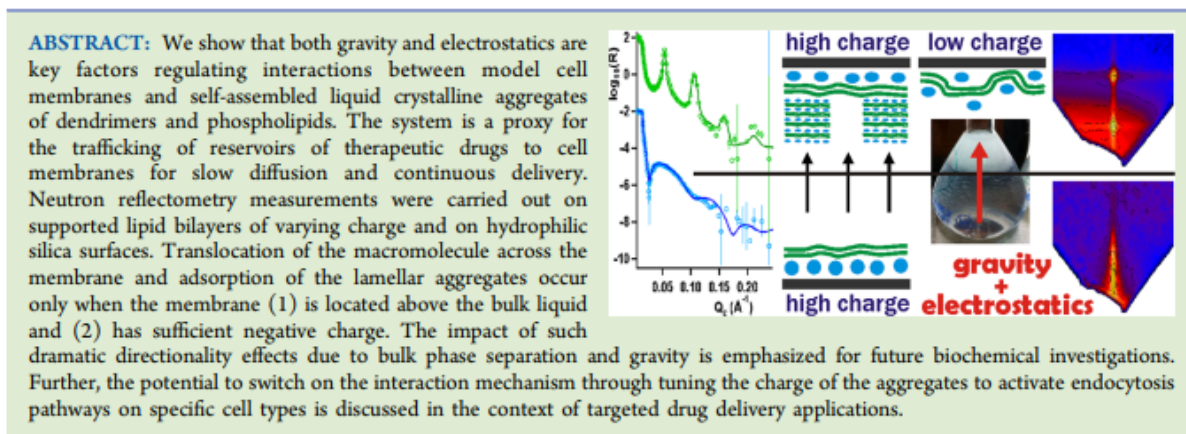 ABSTRACT: We show that both gravity and electrostatics are
key factors regulating interactions between model cell
membranes and self-assembled liquid crystalline aggregates
of dendrimers and phospholipids. The system is a proxy for
the trafficking of reservoirs of therapeutic drugs to cell
membranes for slow diffusion and continuous delivery.
Neutron reflectometry measurements were carried out on
supported lipid bilayers of varying charge and on hydrophilic
silica surfaces. Translocation of the macromolecule across the
membrane and adsorption of the lamellar aggregates occur
only when the membrane (1) is located above the bulk liquid
and (2) has sufficient negative charge. The impact of such
dramatic directionality effects due to bulk phase separation and gravity is emphasized for future biochemical investigations.
Further, the potential to switch on the interaction mechanism through tuning the charge of the aggregates to activate endocytosis
pathways on specific cell types is discussed in the context of targeted drug delivery applications.
log₁₀(R)
2
0
-2
-4
-6
-8
-10
0.05 0.10 0.15 0.20
Q_z (Å⁻¹)
high charge
low charge
high charge
gravity
+
electrostatics